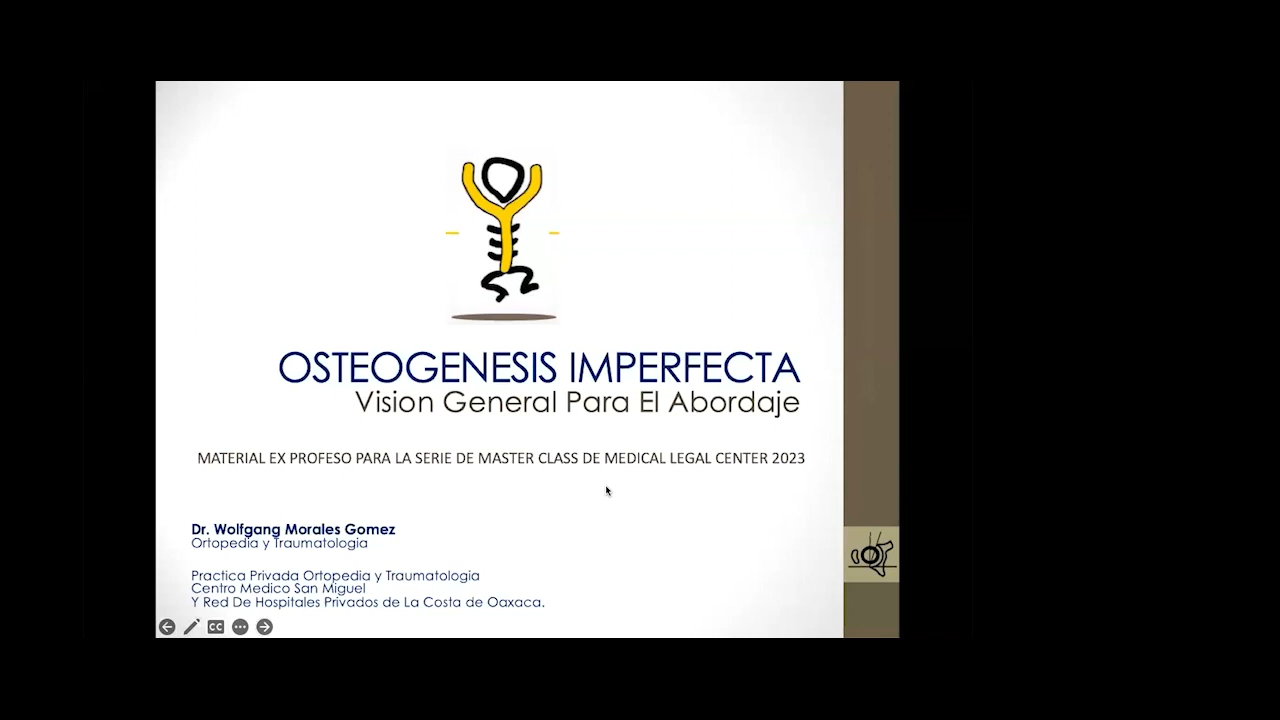 OSTEOGENESIS IMPERFECTA
Vision General Para El Abordaje
MATERIAL EX PROFESO PARA LA SERIE DE MASTER CLASS DE MEDICAL LEGAL CENTER 2023
Dr. Wolfgang Morales Gomez
Ortopedia y Traumatologia
Practica Privada Ortopedia y Traumatologia
Centro Medico San Miguel
Y Red De Hospitales Privados de La Costa de Oaxaca.
CC